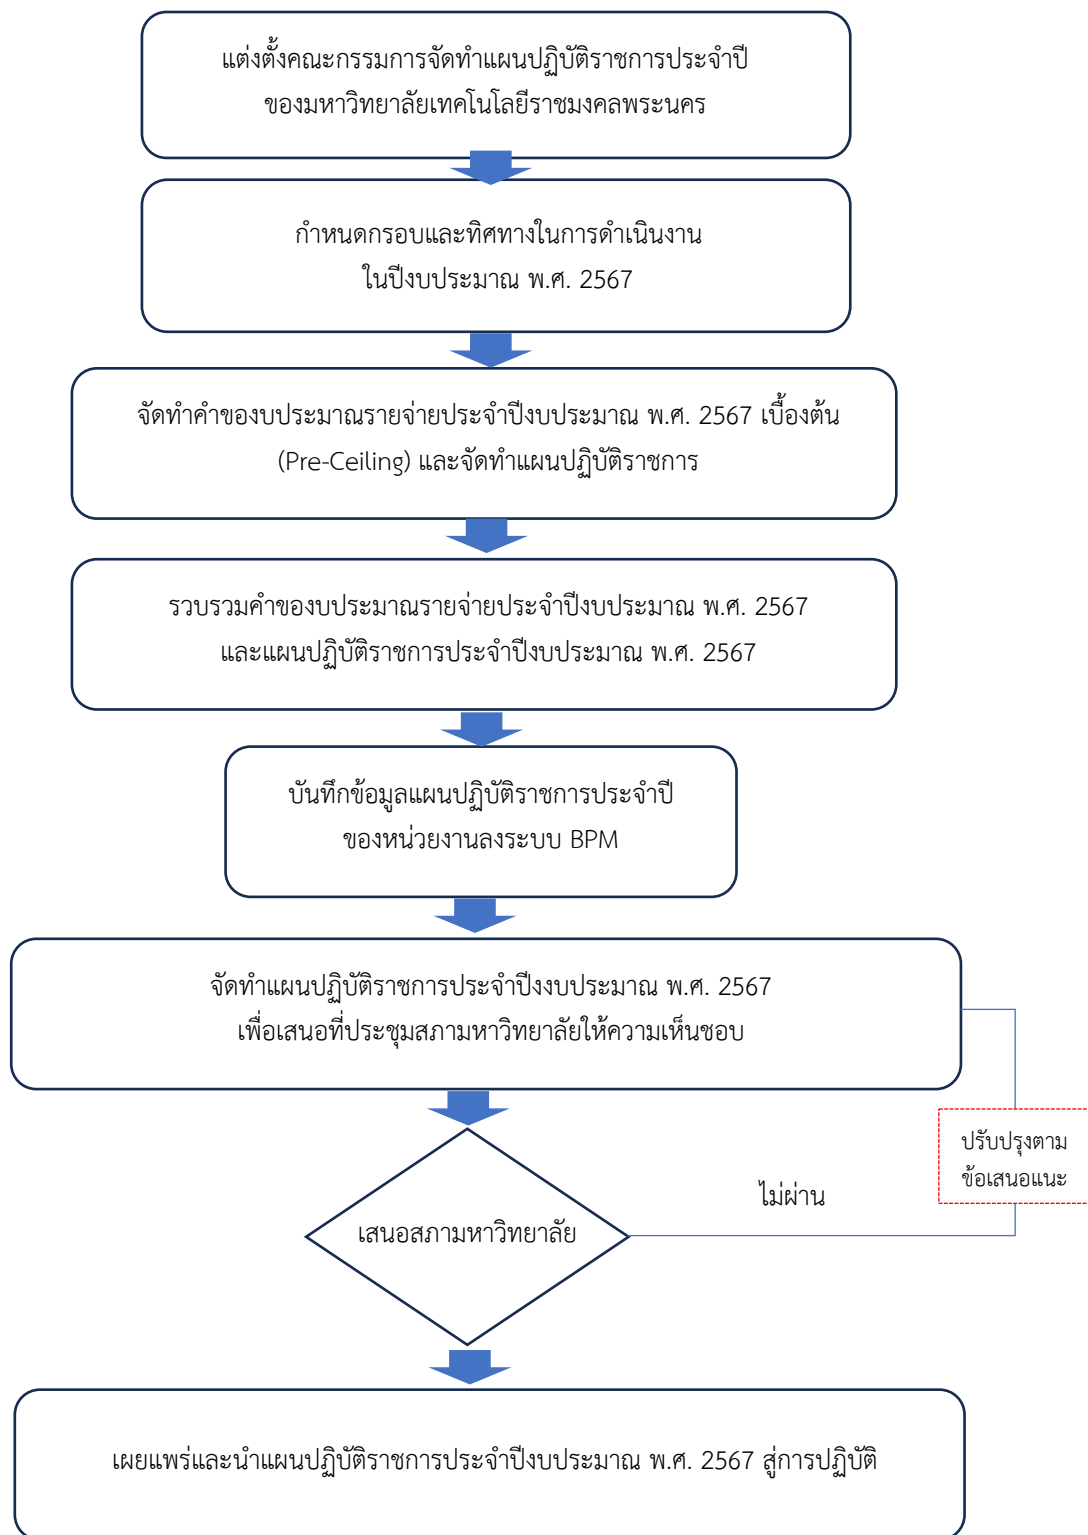 แต่งตั้งคณะกรรมการจัดทำแผนปฏิบัติราชการประจำปี
ของมหาวิทยาลัยเทคโนโลยีราชมงคลพระนคร
กำหนดกรอบและทิศทางในการดำเนินงาน
ในปีงบประมาณ พ.ศ. 2567
จัดทำคำของบประมาณรายจ่ายประจำปีงบประมาณ พ.ศ. 2567 เบื้องต้น
(Pre-Ceiling) และจัดทำแผนปฏิบัติราชการ
รวบรวมคำของบประมาณรายจ่ายประจำปีงบประมาณ พ.ศ. 2567
และแผนปฏิบัติราชการประจำปีงบประมาณ พ.ศ. 2567
บันทึกข้อมูลแผนปฏิบัติราชการประจำปี
ของหน่วยงานลงระบบ BPM
จัดทำแผนปฏิบัติราชการประจำปีงงบประมาณ พ.ศ. 2567
เพื่อเสนอที่ประชุมสภามหาวิทยาลัยให้ความเห็นชอบ
ปรับปรุงตาม
ข้อเสนอแนะ
ไม่ผ่าน
เสนอสภามหาวิทยาลัย
เผยแพร่และนำแผนปฏิบัติราชการประจำปีงบประมาณ พ.ศ. 2567 สู่การปฏิบัติ